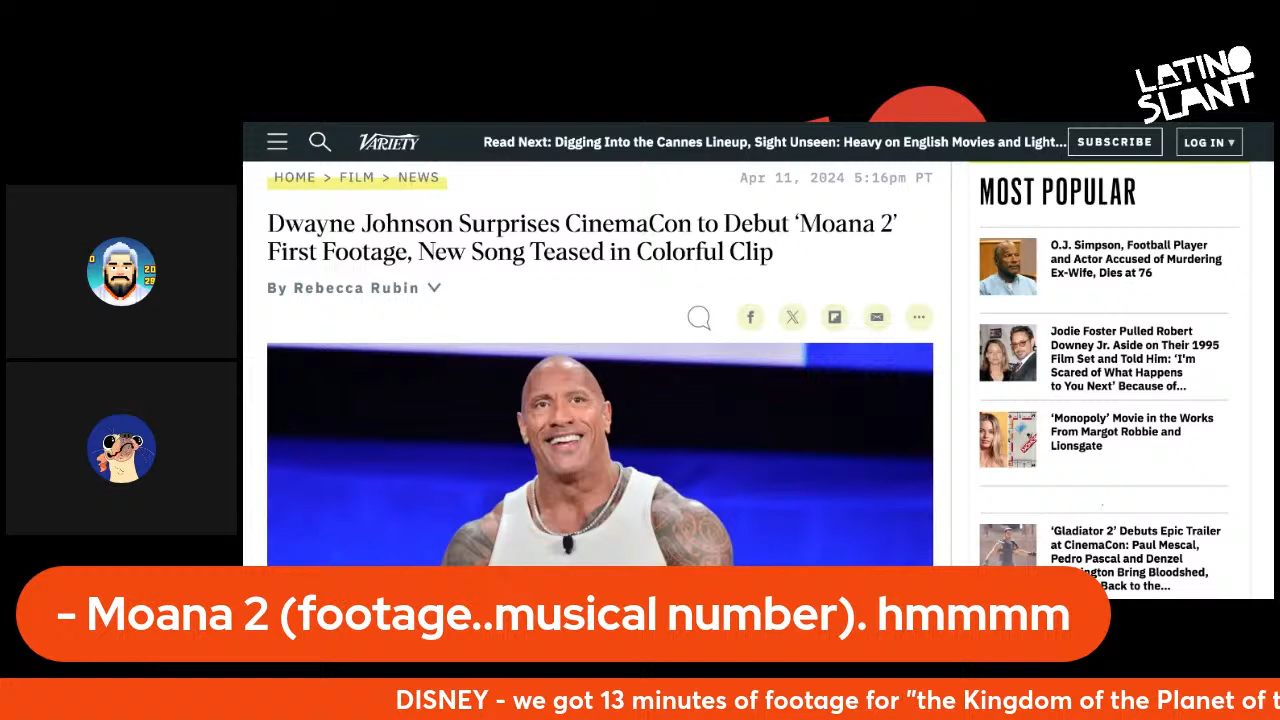 LATINO
SLANT
VARIETY
Read Next: Digging Into the Cannes Lineup, Sight Unseen: Heavy on English Movies and Light...
SUBSCRIBE
LOG IN ▾
HOME > FILM > NEWS
Apr 11, 2024 5:16pm PT
Dwayne Johnson Surprises CinemaCon to Debut ‘Moana 2’
First Footage, New Song Teased in Colorful Clip
By Rebecca Rubin
MOST POPULAR
O.J. Simpson, Football Player
and Actor Accused of Murdering
Ex-Wife, Dies at 76
Jodie Foster Pulled Robert
Downey Jr. Aside on Their 1995
Film Set and Told Him: ‘I'm
Scared of What Happens
to You Next’ Because of...
‘Monopoly’ Movie in the Works
From Margot Robbie and
Lionsgate
‘Gladiator 2’ Debuts Epic Trailer
at CinemaCon: Paul Mescal,
Pedro Pascal and Denzel
ngton Bring Bloodshed,
Back to the...
0
20
29
- Moana 2 (footage..musical number). hmmmm
DISNEY - we got 13 minutes of footage for "the Kingdom of the Planet of t